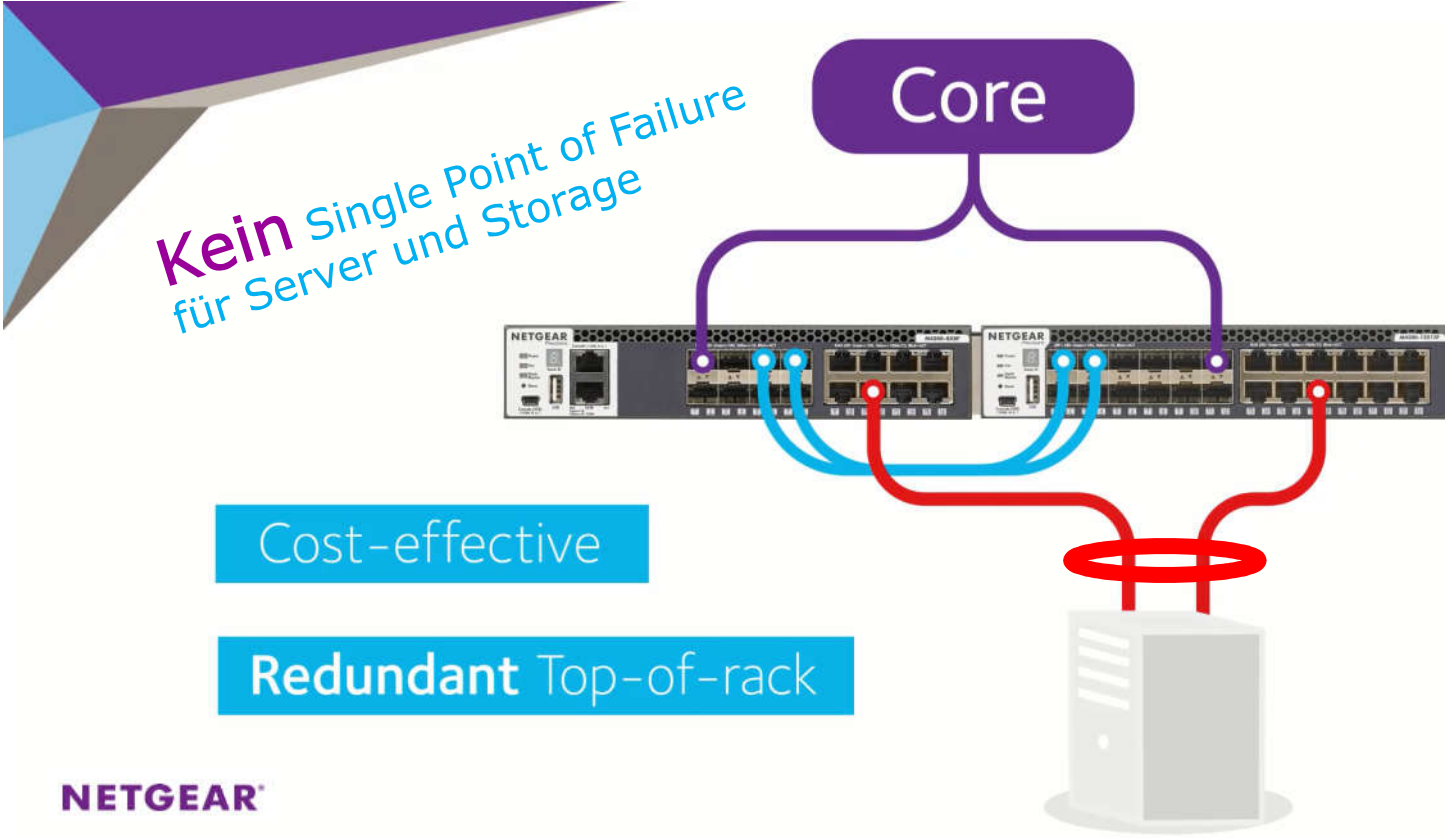 Core
Kein Single Point of Failure
für Server und Storage
NETGEAR
NETGEAR
Cost-effective
Redundant Top-of-rack
NETGEAR